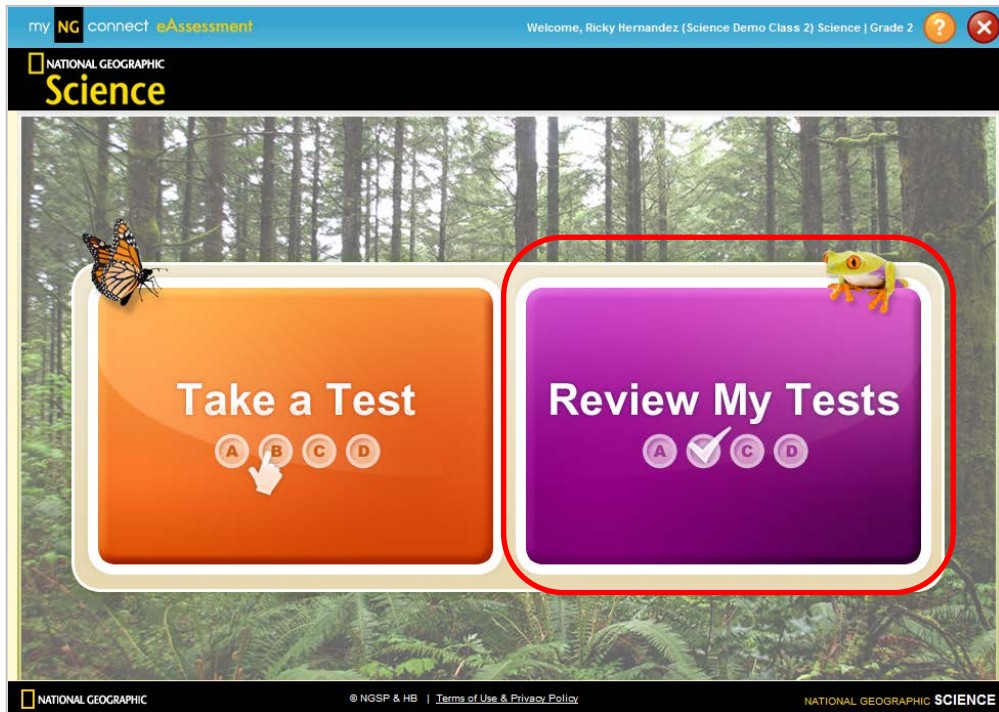 my NG connect eAssessment
Welcome, Ricky Hernandez (Science Demo Class 2) Science | Grade 2 ?
NATIONAL GEOGRAPHIC
Science
Take a Test
A B C D
Review My Tests
A C D
NATIONAL GEOGRAPHIC
© NGSP & HB | Terms of Use & Privacy Policy
NATIONAL GEOGRAPHIC SCIENCE